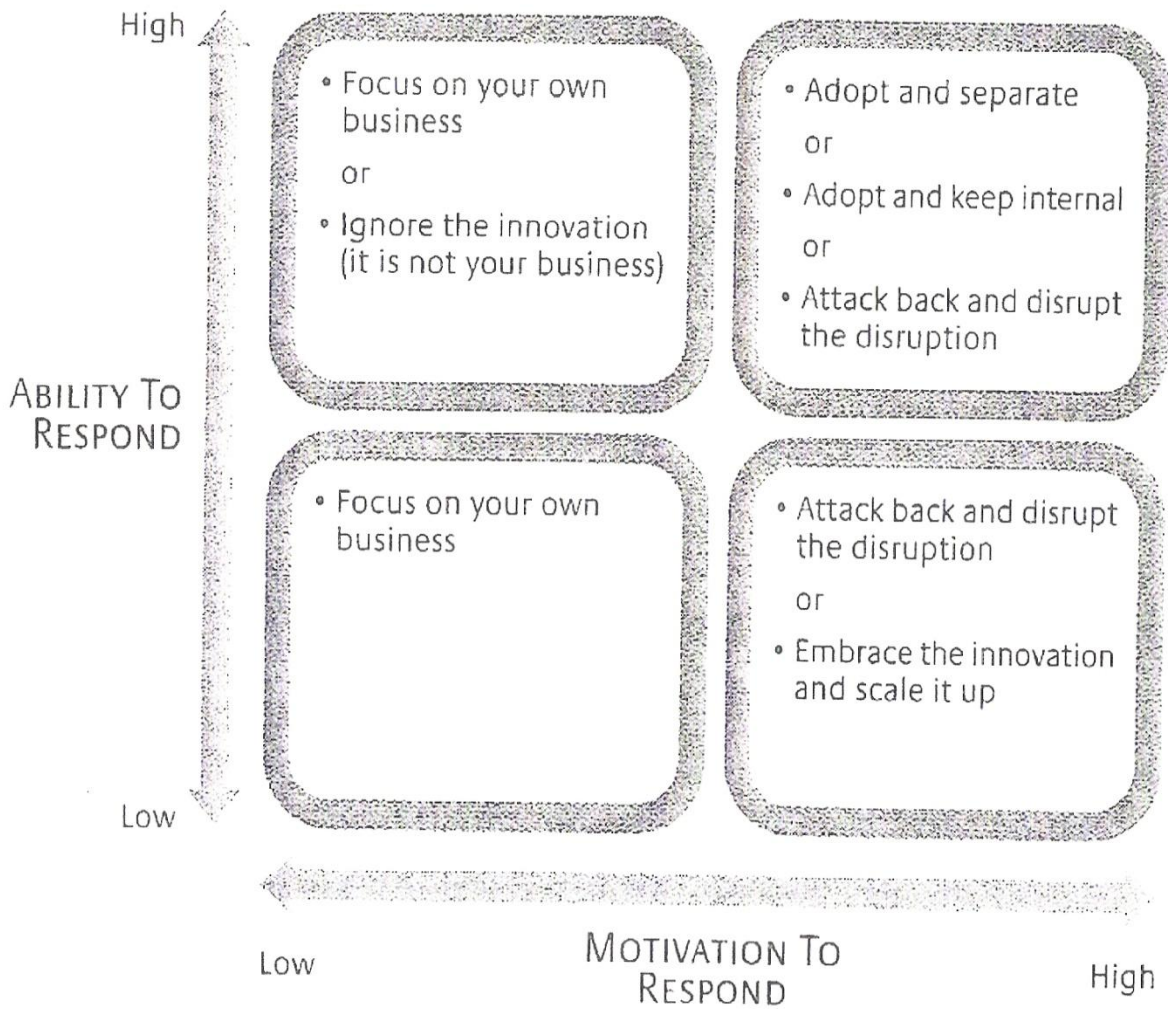 High
• Focus on your own
business
or
• Ignore the innovation
(it is not your business)
• Adopt and separate
or
• Adopt and keep internal
or
• Attack back and disrupt
the disruption
ABILITY TO
RESPOND
• Focus on your own
business
• Attack back and disrupt
the disruption
or
• Embrace the innovation
and scale it up
Low
Low
MOTIVATION TO
RESPOND
High